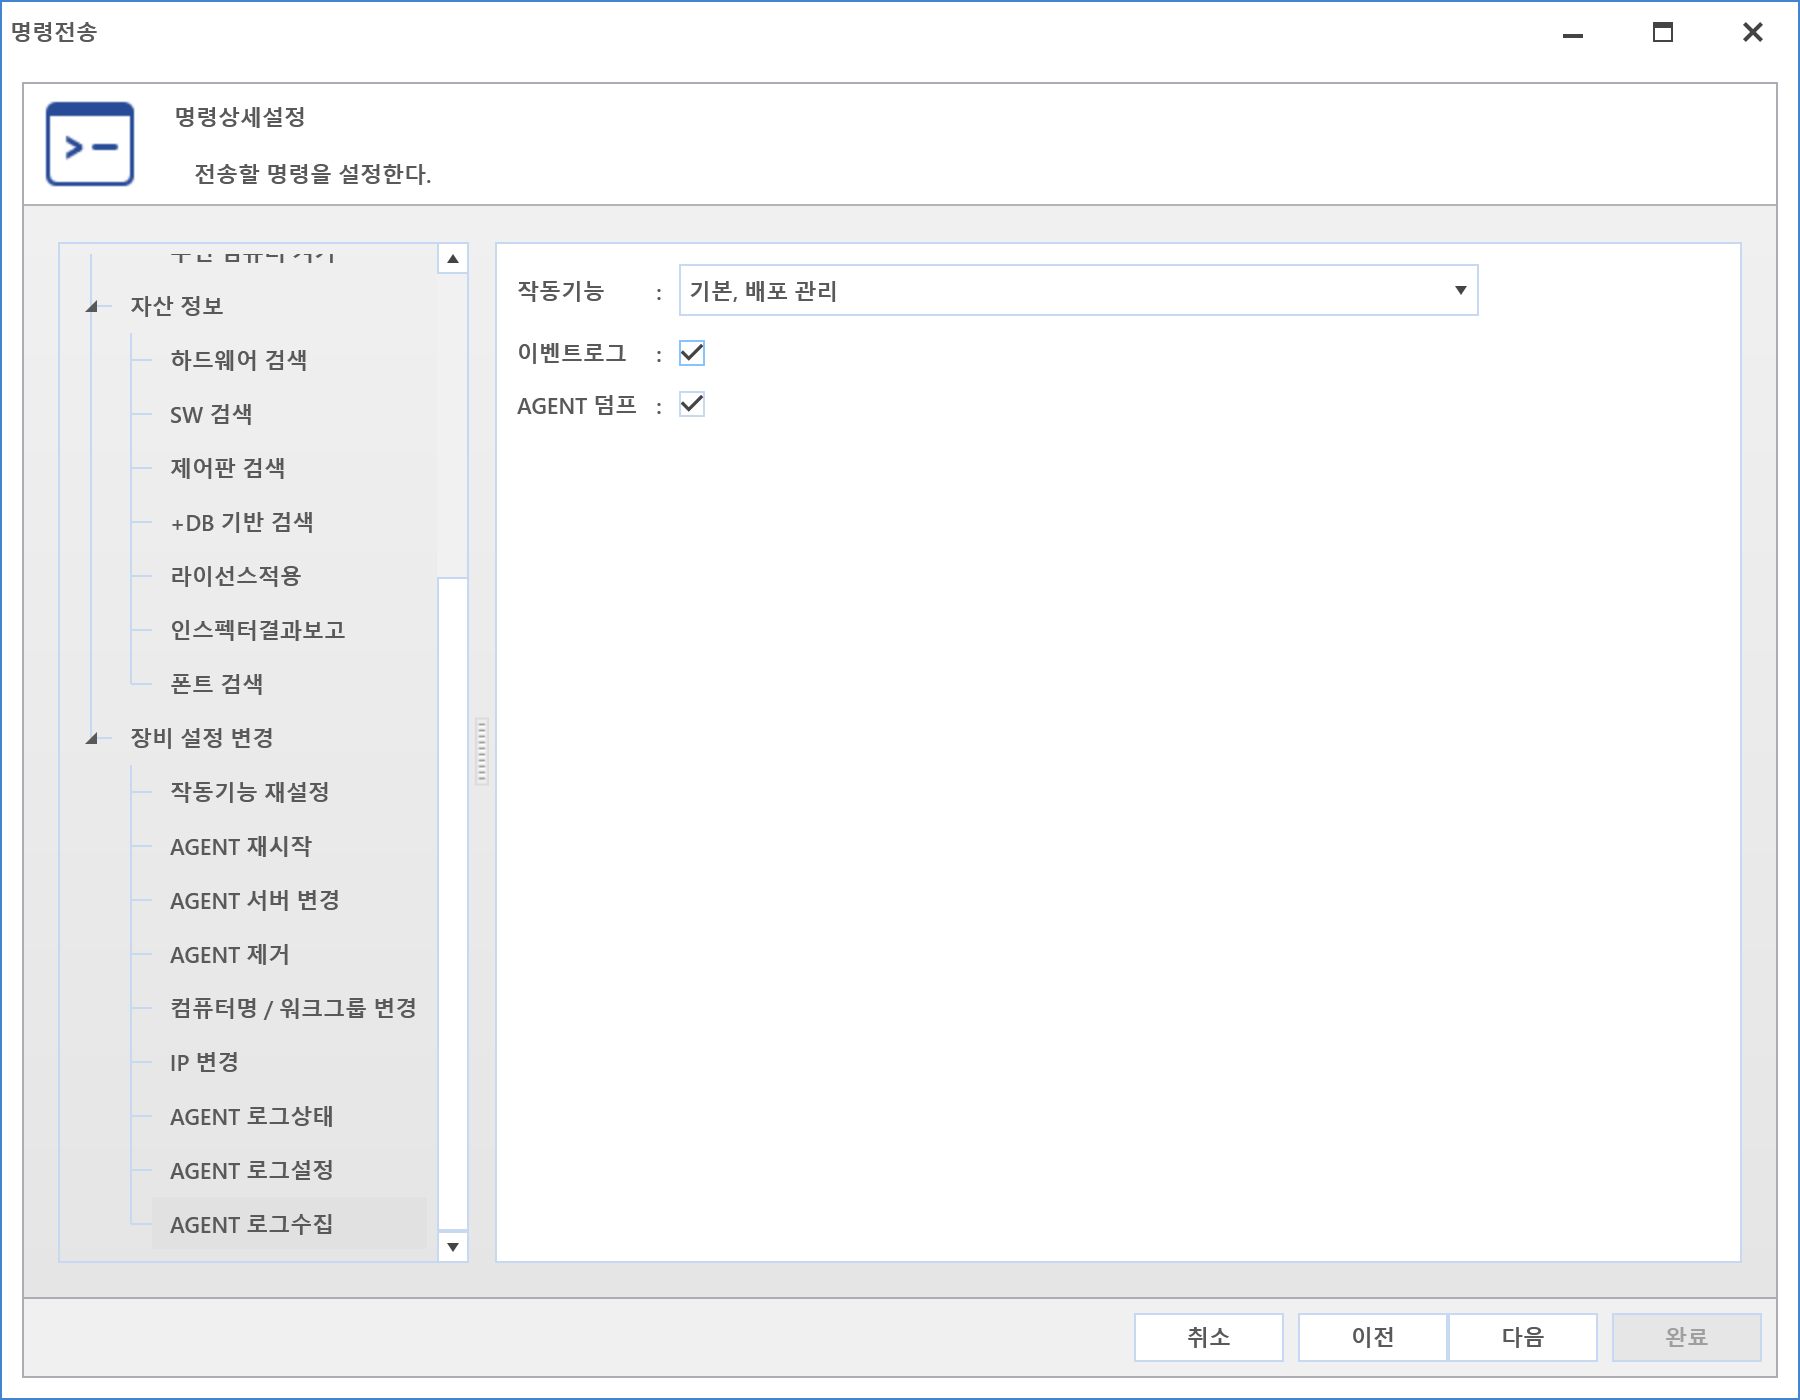 명령전송
명령상세설정
전송할 명령을 설정한다.
자산 정보
하드웨어 검색
SW 검색
제어판 검색
+DB 기반 검색
라이선스적용
인스펙터결과보고
폰트 검색
장비 설정 변경
작동기능 재설정
AGENT 재시작
AGENT 서버 변경
AGENT 제거
컴퓨터명 / 워크그룹 변경
IP 변경
AGENT 로그상태
AGENT 로그설정
AGENT 로그수집
작동기능 : 기본, 배포 관리
이벤트로그 :
AGENT 덤프 :
취소 이전 다음 완료